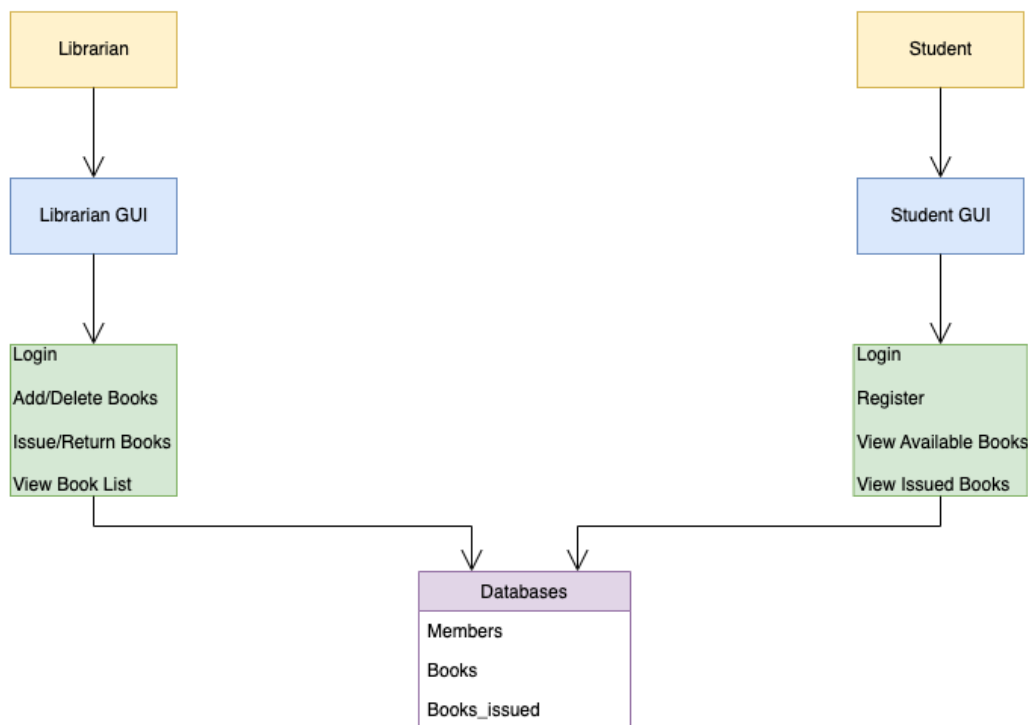 Librarian
Student
Librarian GUI
Student GUI
Login
Add/Delete Books
Issue/Return Books
View Book List
Login
Register
View Available Books
View Issued Books
Databases
Members
Books
Books_issued